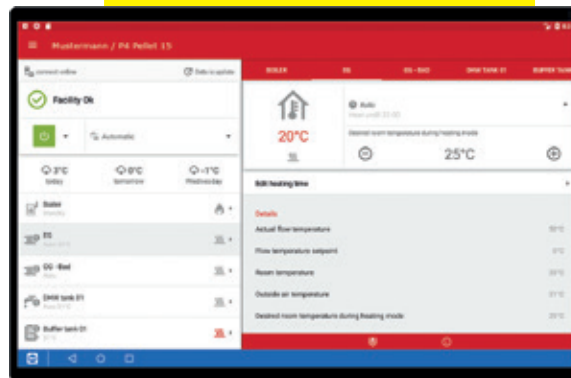 Mustermann / P4 Pellet 15
connect online
Data is update
Facility Ok
Automatic
3°C
0°C
-1°C
today
tomorrow
Wednesday
Boiler
Standby
EG
OG - Bad
DHW tank 01
Buffer tank 01
BOILER
EG
OG - BAD
DHW TANK 01
BUFFER TANK
20°C
Auto
Desired room temperature during heating mode
25°C
Edit heating time
Details
Actual flow temperature
Flow temperature setpoint
Room temperature
Outside air temperature
Desired room temperature during heating mode